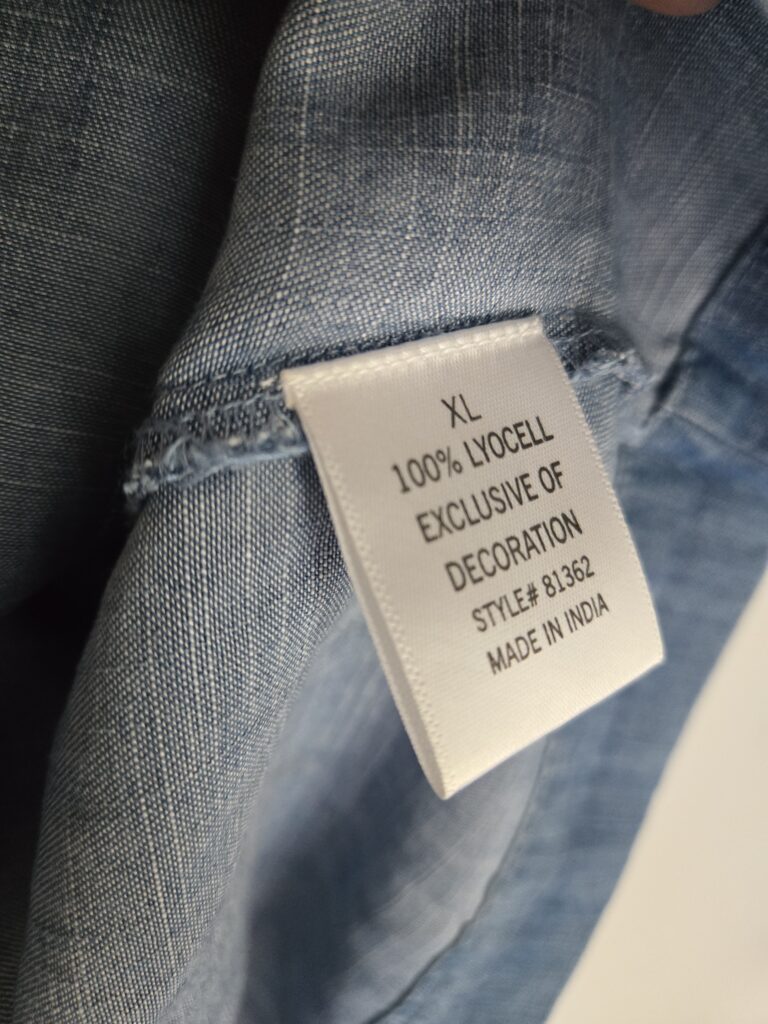 XL
100% LYOCELL
EXCLUSIVE OF
DECORATION
STYLE# 81362
MADE IN INDIA